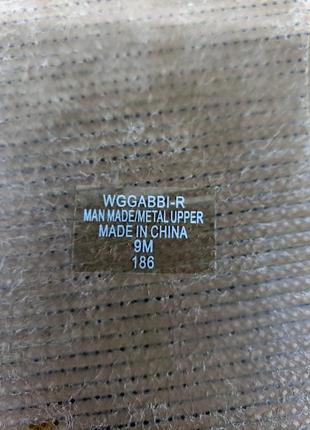 WGGABBI-R
MAN MADE/METAL UPPER
MADE IN CHINA
9M
186